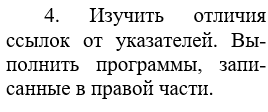 4. Изучить отличия
ссылок от указателей. Вы-
полнить программы, запи-
санные в правой части.